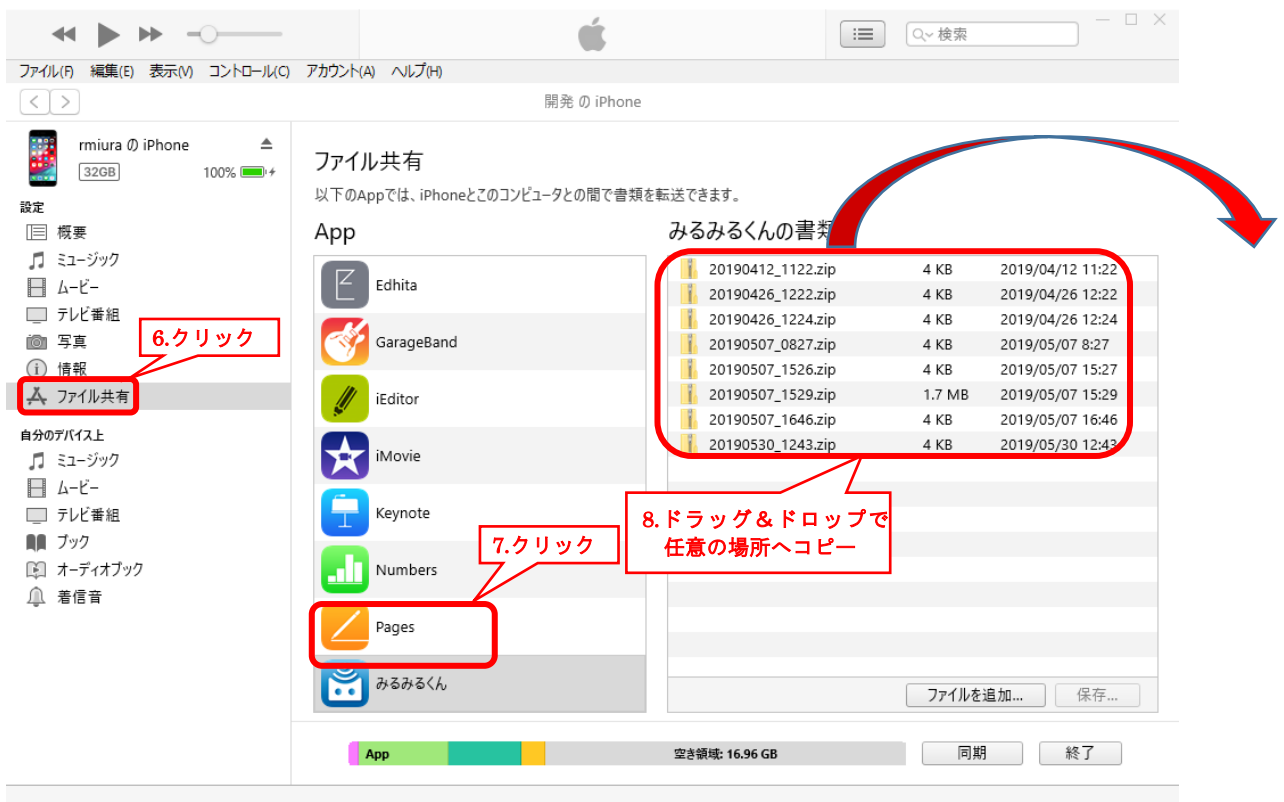 検索
ファイル(F) 編集(E) 表示(V) コントロール(C) アカウント(A) ヘルプ(H)
開発 の iPhone
rmiura の iPhone
32GB 100%
設定
概要
ミュージック
ムービー
テレビ番組
写真
情報
ファイル共有
自分のデバイス上
ミュージック
ムービー
テレビ番組
ブック
オーディオブック
着信音
6.クリック
ファイル共有
以下のAppでは、iPhoneとこのコンピュータとの間で書類を転送できます。
App
Edhita
GarageBand
iEditor
iMovie
Keynote
Numbers
Pages
みるみるくん
7.クリック
みるみるくんの書類
20190412_1122.zip 4 KB 2019/04/12 11:22
20190426_1222.zip 4 KB 2019/04/26 12:22
20190426_1224.zip 4 KB 2019/04/26 12:24
20190507_0827.zip 4 KB 2019/05/07 8:27
20190507_1526.zip 4 KB 2019/05/07 15:27
20190507_1529.zip 1.7 MB 2019/05/07 15:29
20190507_1646.zip 4 KB 2019/05/07 16:46
20190530_1243.zip 4 KB 2019/05/30 12:43
8.ドラッグ＆ドロップで
任意の場所へコピー
ファイルを追加... 保存...
App 空き領域: 16.96 GB 同期 終了